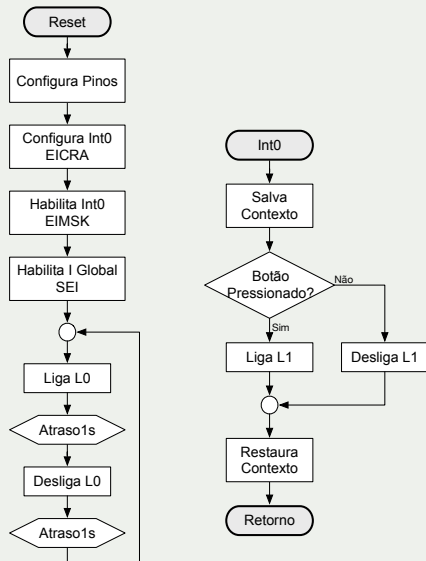 Reset
Configura Pinos
Configura Int0
EICRA
Habilita Int0
EIMSK
Habilita I Global
SEI
Liga L0
Atraso1s
Desliga L0
Atraso1s
Int0
Salva
Contexto
Botão
Pressionado?
Não
Sim
Liga L1
Desliga L1
Restaura
Contexto
Retorno